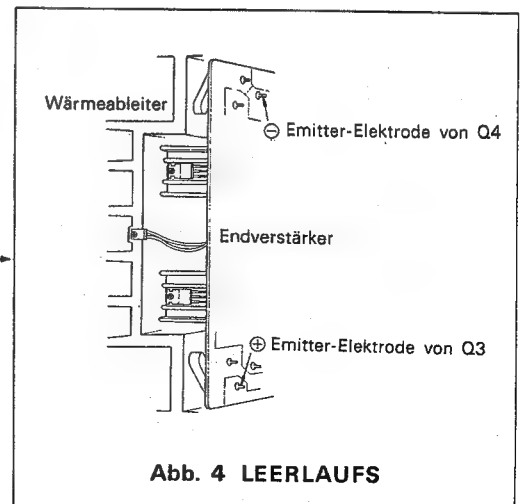 Wärmeableiter
⊖ Emitter-Elektrode von Q4
Endverstärker
⊕ Emitter-Elektrode von Q3
Abb. 4 LEERLAUFS